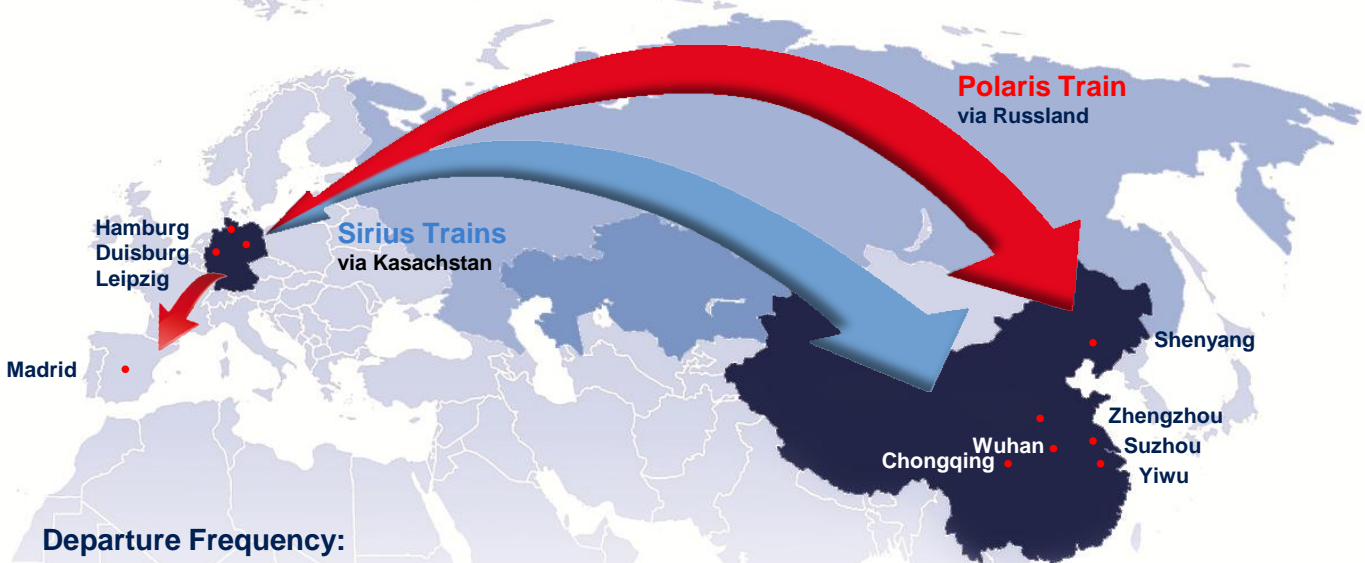 Polaris Train
via Russland
Hamburg
Duisburg
Leipzig
Sirius Trains
via Kasachstan
Madrid
Shenyang
Zhengzhou
Wuhan
Suzhou
Chongqing
Yiwu
Departure Frequency: